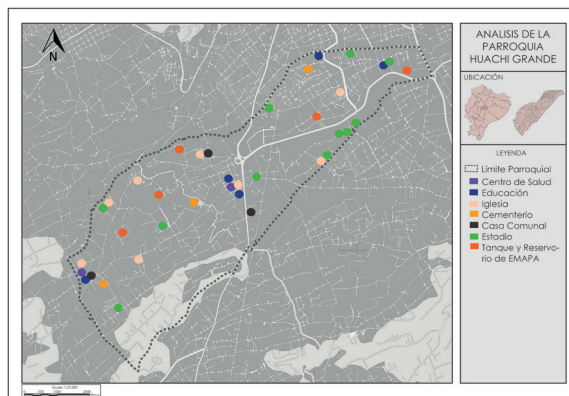 N
ANALISIS DE LA
PARROQUIA
HUACHI GRANDE
UBICACIÓN
LEYENDA
Límite Parroquial
Centro de Salud
Educación
Iglesia
Cementerio
Casa Comunal
Estadio
Tanque y Reservo-
rio de EMAPA